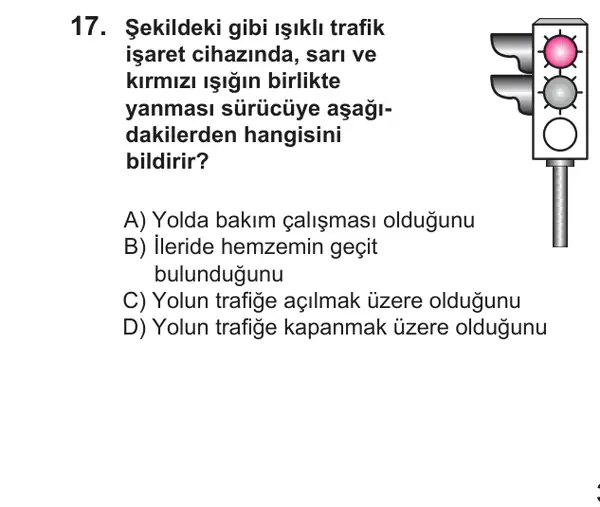 17. Şekildeki gibi ışıklı trafik
işaret cihazında, sarı ve
kırmızı ışığın birlikte
yanması sürücüye aşağı-
dakilerden hangisini
bildirir?
A) Yolda bakım çalışması olduğunu
B) İleride hemzemin geçit
bulunduğunu
C) Yolun trafiğe açılmak üzere olduğunu
D) Yolun trafiğe kapanmak üzere olduğunu